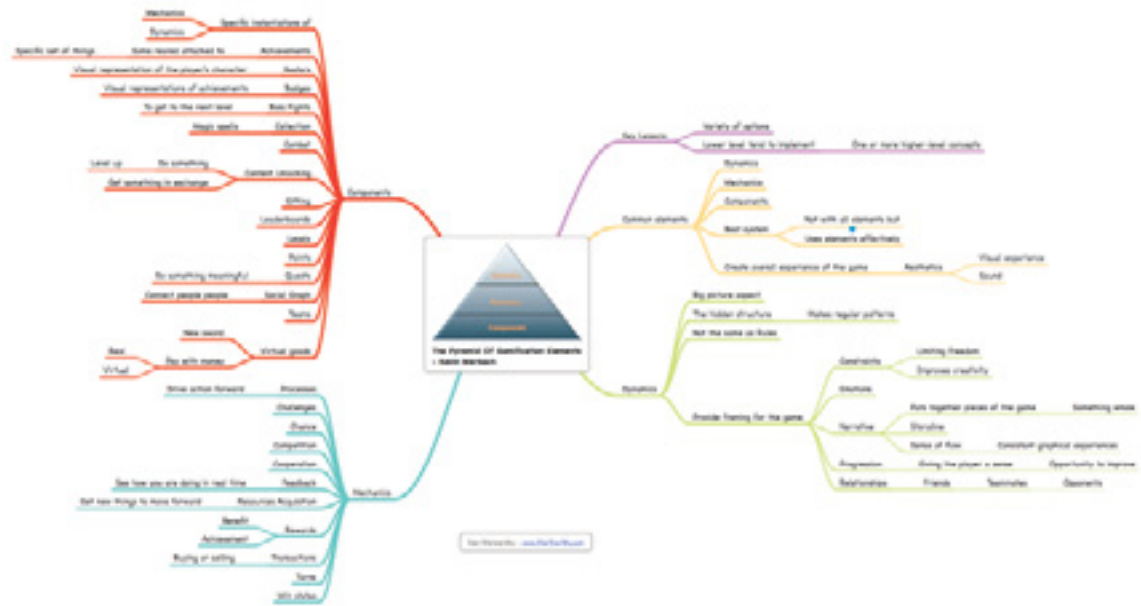 Mechanics
Dynamics
Specific instantiations of
Specific set of things
Some reward attached to
Achievements
Visual representation of the player's character
Avatars
Visual representations of achievements
Badges
To get to the next level
Boss Fights
Magic spells
Collection
Combat
Level up
Do something
Get something in exchange
Content Unlocking
Gifting
Leaderboards
Levels
Points
Do something meaningful
Quests
Connect people people
Social Graph
Teams
New sword
Real
Virtual
Pay with money
Virtual goods
Components
Drive action forward
Processes
Challenges
Chance
Competition
Cooperation
See how you are doing in real time
Feedback
Get new things to move forward
Resources Acquisition
Benefit
Achievement
Rewards
Buying or selling
Transactions
Turns
Win states
Mechanics
The Pyramid Of Gamification Elements
- Kevin Werbach
Key Lessons
Variety of options
Lower level tend to implement
One or more higher-level concepts
Common elements
Dynamics
Mechanics
Components
Best system
Not with all elements but
Uses elements effectively
Create overall experience of the game
Aesthetics
Visual experience
Sound
Dynamics
Big picture aspect
The hidden structure
Makes regular patterns
Not the same as Rules
Provide framing for the game
Constraints
Limiting freedom
Improves creativity
Emotions
Narrative
Puts together pieces of the game
Storyline
Sense of flow
Consistent graphical experiences
Progression
Giving the player a sense
Opportunity to improve
Relationships
Friends
Teammates
Opponents
Components